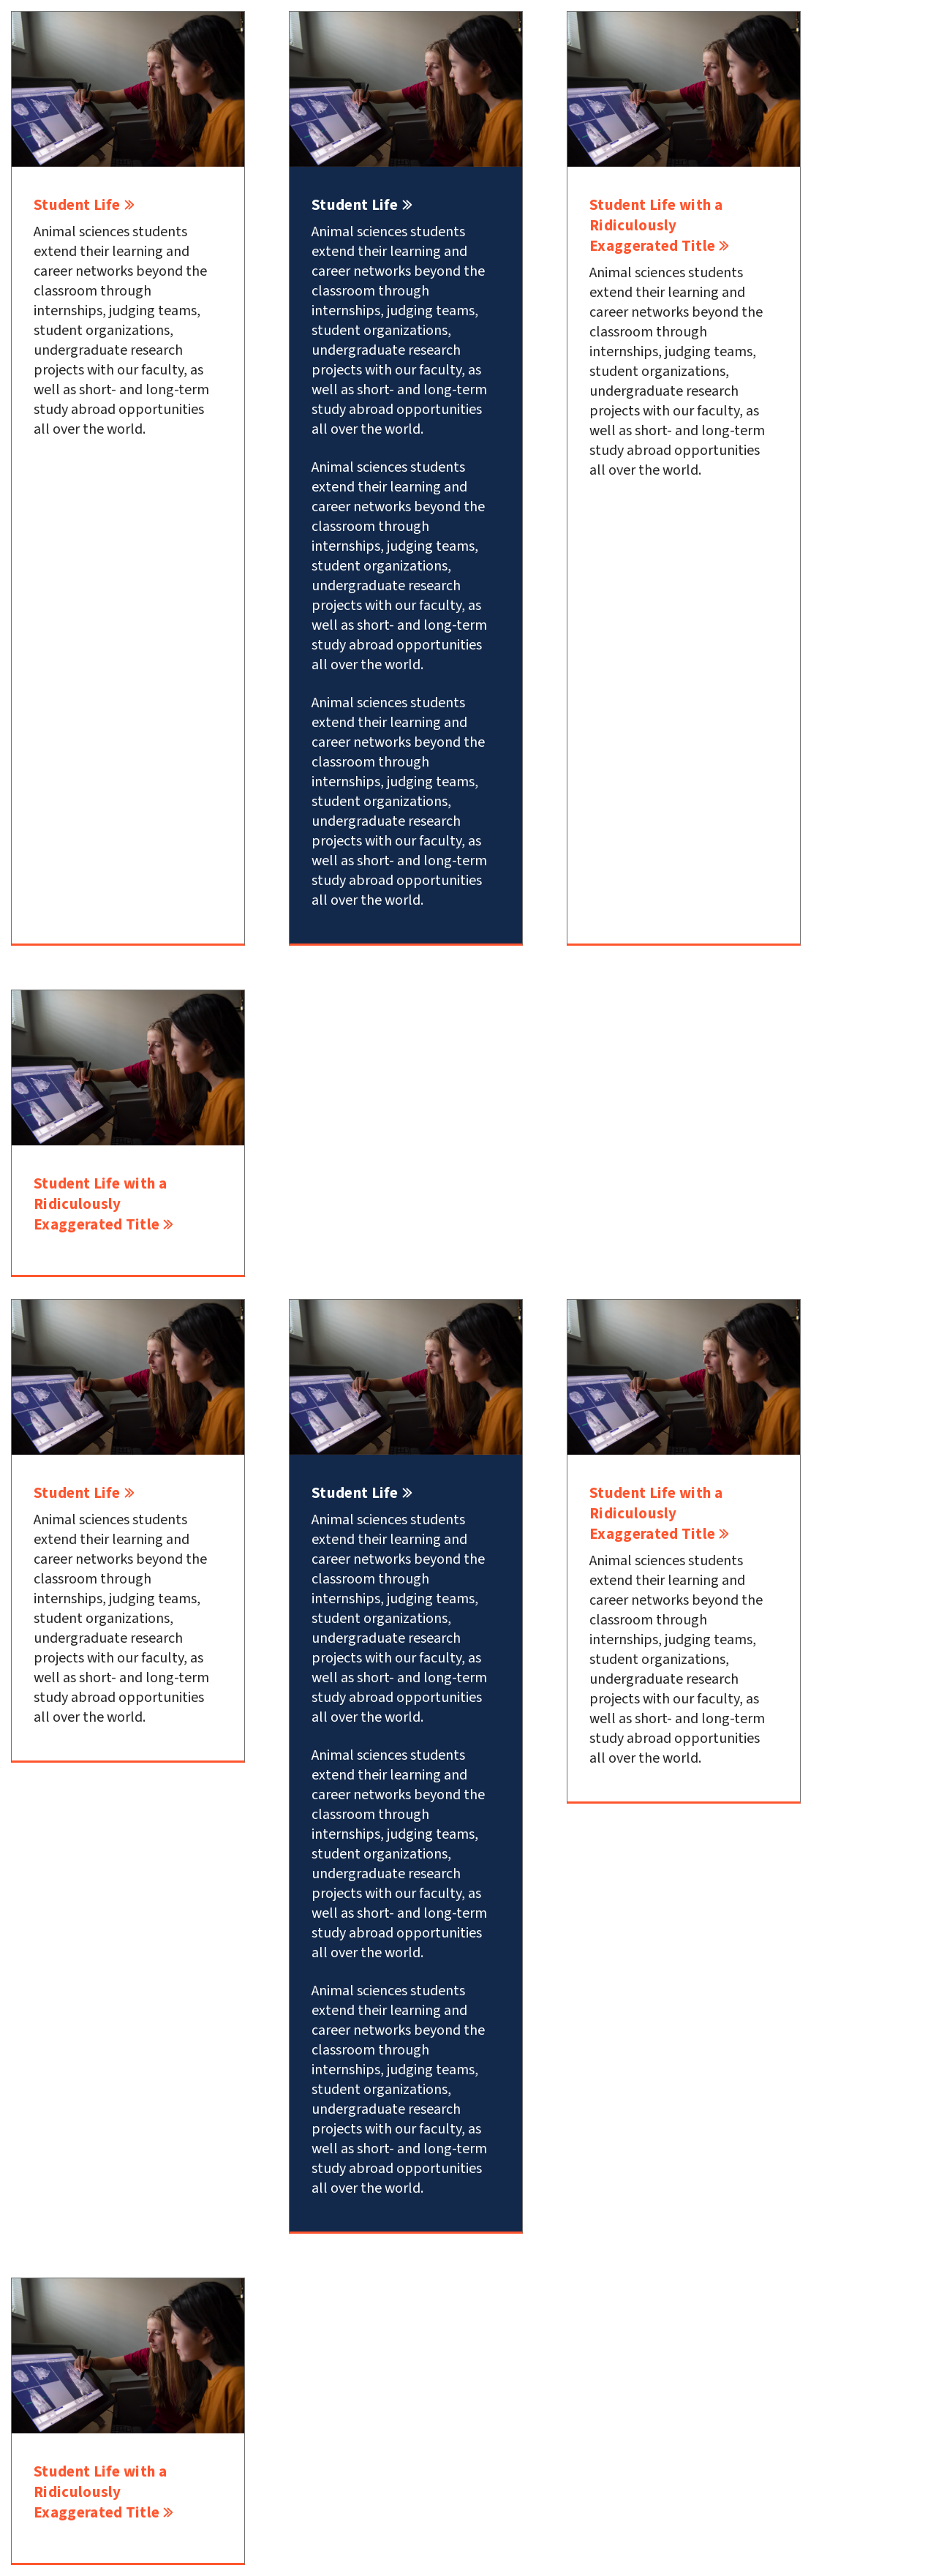 Student Life »
Animal sciences students
extend their learning and
career networks beyond the
classroom through
internships, judging teams,
student organizations,
undergraduate research
projects with our faculty, as
well as short- and long-term
study abroad opportunities
all over the world.
Student Life »
Animal sciences students
extend their learning and
career networks beyond the
classroom through
internships, judging teams,
student organizations,
undergraduate research
projects with our faculty, as
well as short- and long-term
study abroad opportunities
all over the world.
Animal sciences students
extend their learning and
career networks beyond the
classroom through
internships, judging teams,
student organizations,
undergraduate research
projects with our faculty, as
well as short- and long-term
study abroad opportunities
all over the world.
Animal sciences students
extend their learning and
career networks beyond the
classroom through
internships, judging teams,
student organizations,
undergraduate research
projects with our faculty, as
well as short- and long-term
study abroad opportunities
all over the world.
Student Life with a
Ridiculously
Exaggerated Title »
Animal sciences students
extend their learning and
career networks beyond the
classroom through
internships, judging teams,
student organizations,
undergraduate research
projects with our faculty, as
well as short- and long-term
study abroad opportunities
all over the world.
Student Life with a
Ridiculously
Exaggerated Title »
Student Life »
Animal sciences students
extend their learning and
career networks beyond the
classroom through
internships, judging teams,
student organizations,
undergraduate research
projects with our faculty, as
well as short- and long-term
study abroad opportunities
all over the world.
Student Life »
Animal sciences students
extend their learning and
career networks beyond the
classroom through
internships, judging teams,
student organizations,
undergraduate research
projects with our faculty, as
well as short- and long-term
study abroad opportunities
all over the world.
Animal sciences students
extend their learning and
career networks beyond the
classroom through
internships, judging teams,
student organizations,
undergraduate research
projects with our faculty, as
well as short- and long-term
study abroad opportunities
all over the world.
Animal sciences students
extend their learning and
career networks beyond the
classroom through
internships, judging teams,
student organizations,
undergraduate research
projects with our faculty, as
well as short- and long-term
study abroad opportunities
all over the world.
Student Life with a
Ridiculously
Exaggerated Title »
Animal sciences students
extend their learning and
career networks beyond the
classroom through
internships, judging teams,
student organizations,
undergraduate research
projects with our faculty, as
well as short- and long-term
study abroad opportunities
all over the world.
Student Life with a
Ridiculously
Exaggerated Title »